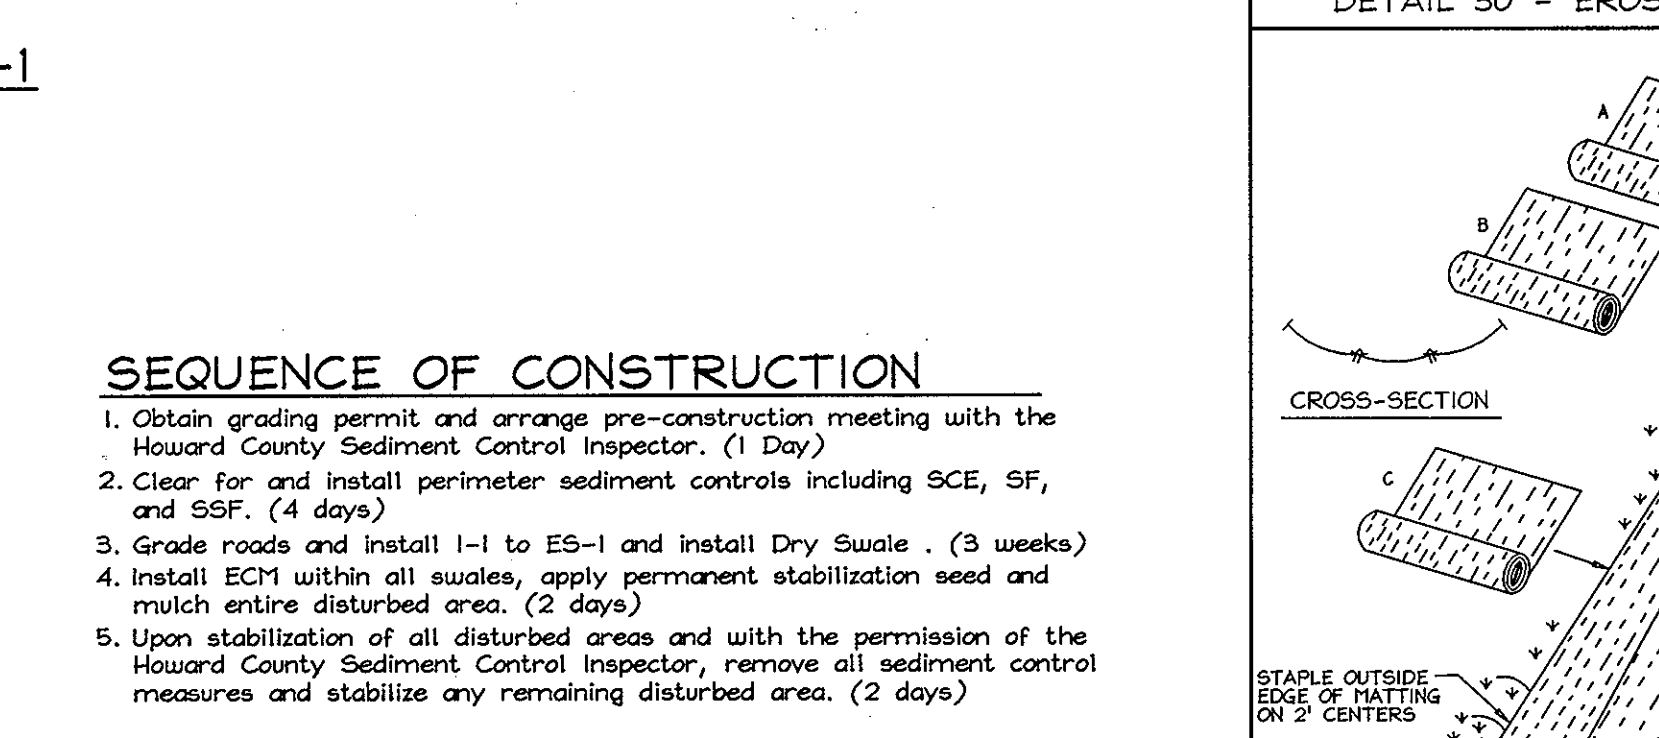 -1
SEQUENCE OF CONSTRUCTION
1. Obtain grading permit and arrange pre-construction meeting with the
Howard County Sediment Control Inspector. (1 Day)
2. Clear for and install perimeter sediment controls including SCE, SF,
and SSF. (4 days)
3. Grade roads and install I-1 to ES-1 and install Dry Swale . (3 weeks)
4. Install ECM within all swales, apply permanent stabilization seed and
mulch entire disturbed area. (2 days)
5. Upon stabilization of all disturbed areas and with the permission of the
Howard County Sediment Control Inspector, remove all sediment control
measures and stabilize any remaining disturbed area. (2 days)
DETAIL 30 - EROS
A
B
CROSS-SECTION
C
STAPLE OUTSIDE
EDGE OF MATTING
ON 2' CENTERS